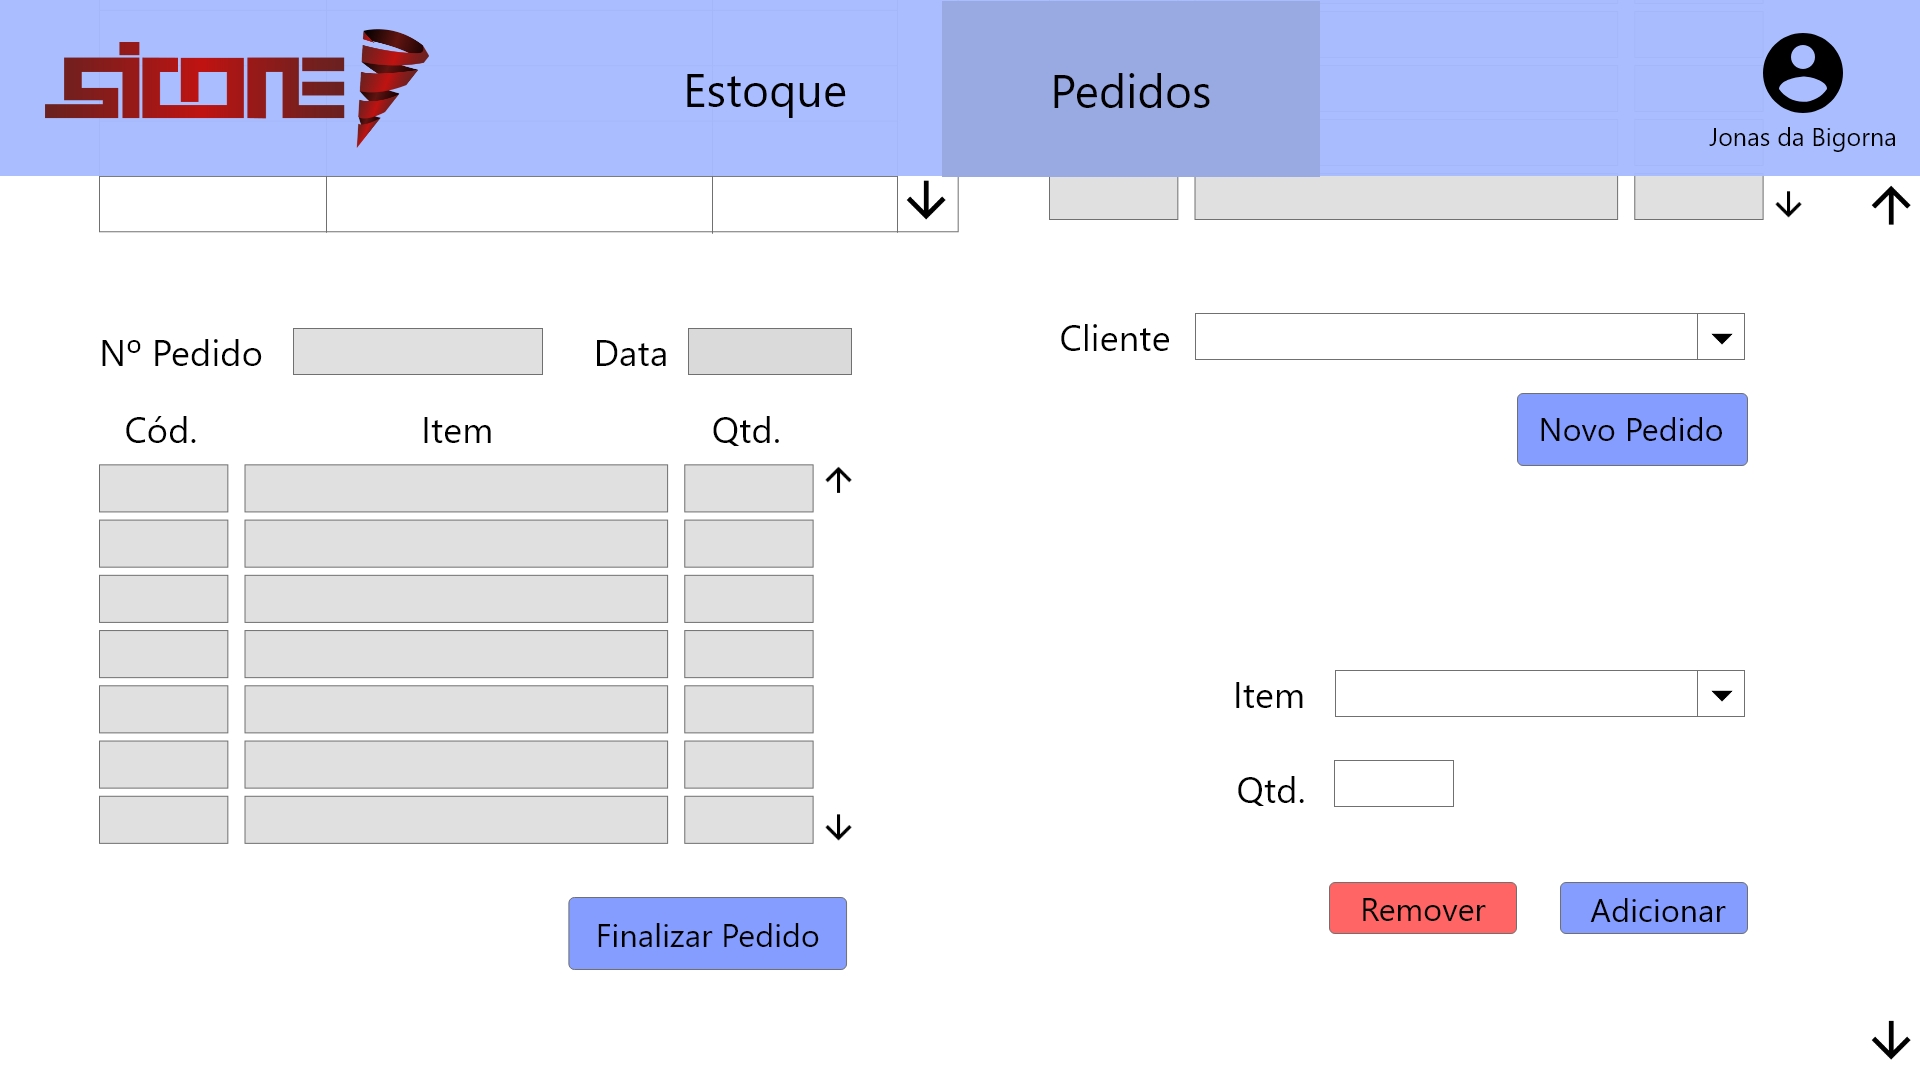 sicone
Estoque
Pedidos
Jonas da Bigorna
Nº Pedido
Data
Cliente
Novo Pedido
Cód.
Item
Qtd.
Item
Qtd.
Remover
Adicionar
Finalizar Pedido